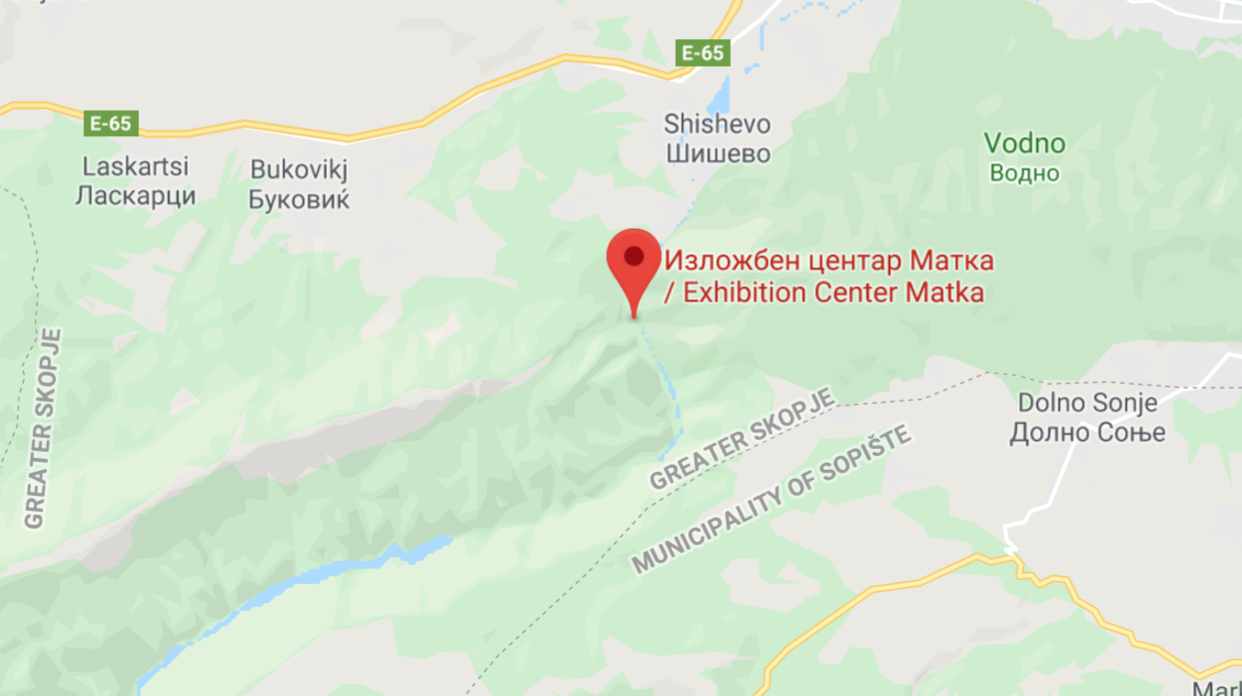 E-65
E-65
Shishevo
Шишево
Vodno
Водно
Laskartsi
Ласкарци
Bukovikj
Буковиќ
Изложбен центар Матка
/ Exhibition Center Matka
GREATER SKOPJE
GREATER SKOPJE
MUNICIPALITY OF SOPIŠTE
Dolno Sonje
Долно Соње